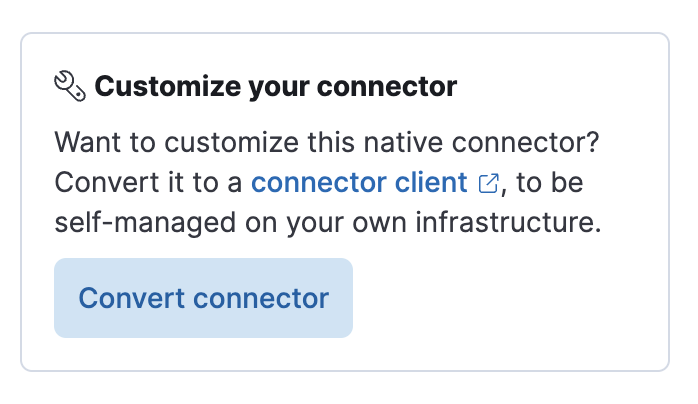 Customize your connector
Want to customize this native connector?
Convert it to a connector client, to be
self-managed on your own infrastructure.
Convert connector